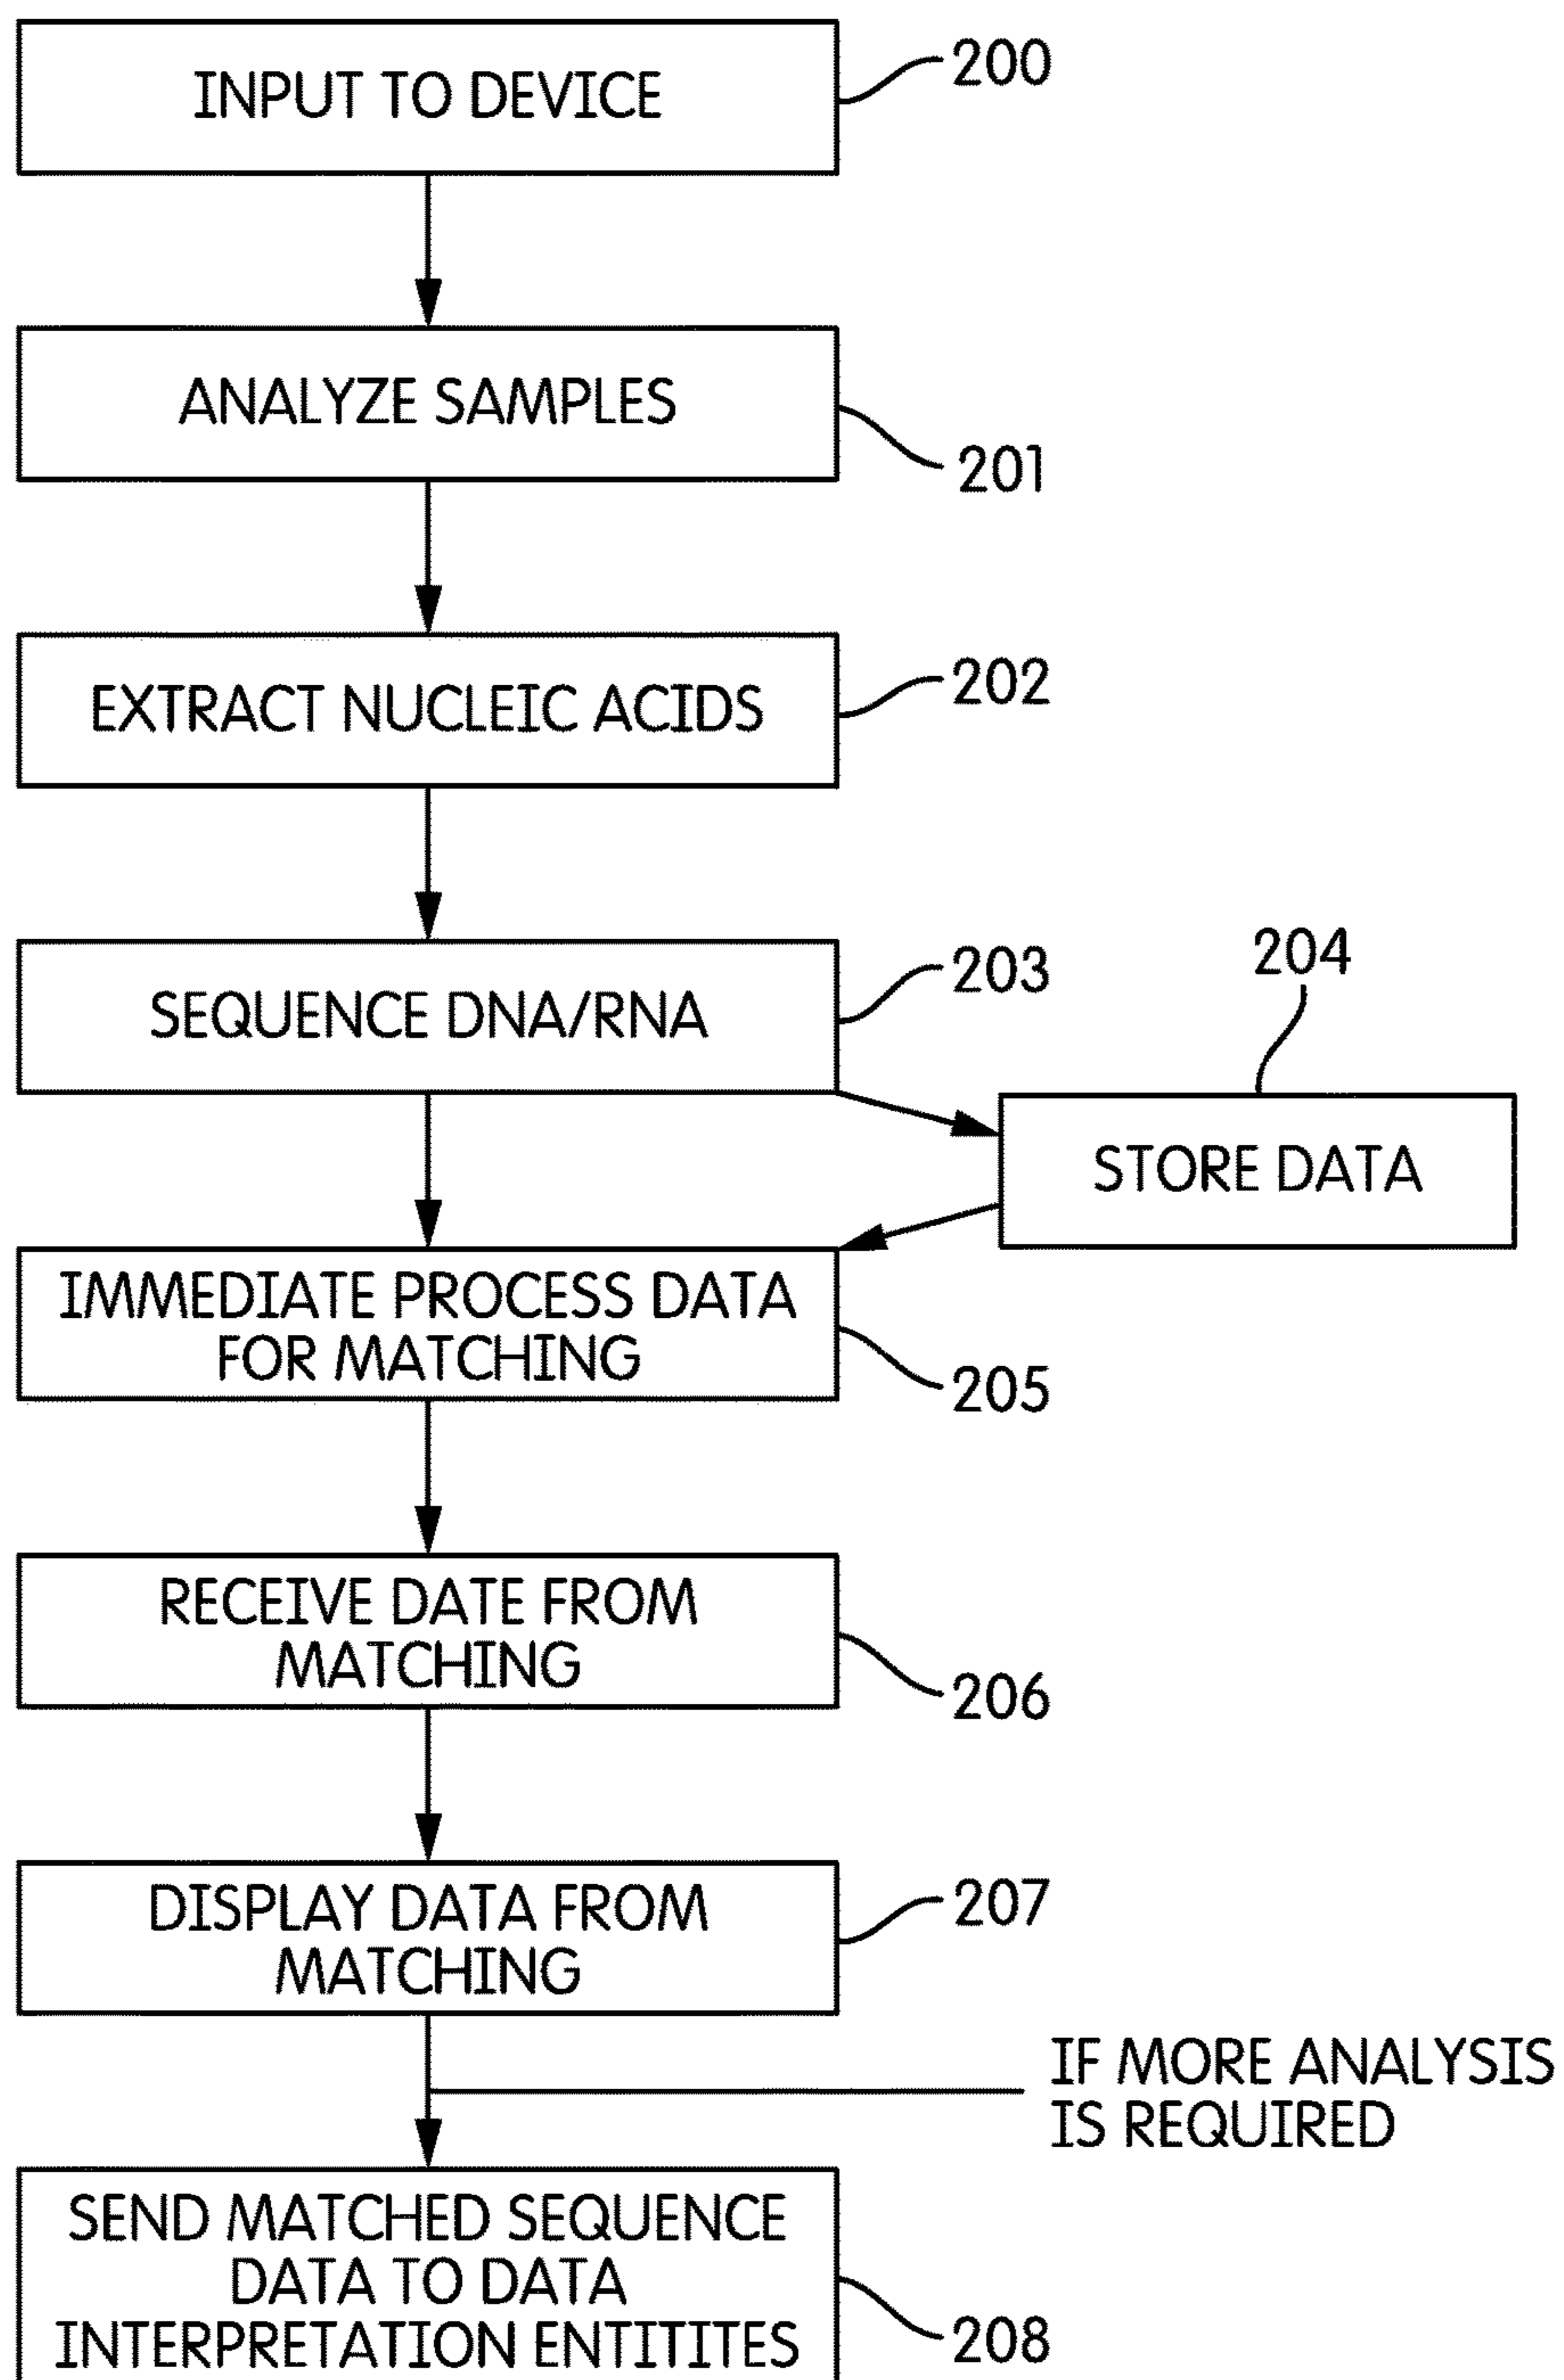 INPUT TO DEVICE
200
ANALYZE SAMPLES
201
EXTRACT NUCLEIC ACIDS
202
SEQUENCE DNA/RNA
203
204
STORE DATA
IMMEDIATE PROCESS DATA
FOR MATCHING
205
RECEIVE DATE FROM
MATCHING
206
DISPLAY DATA FROM
MATCHING
207
IF MORE ANALYSIS
IS REQUIRED
SEND MATCHED SEQUENCE
DATA TO DATA
INTERPRETATION ENTITITES
208